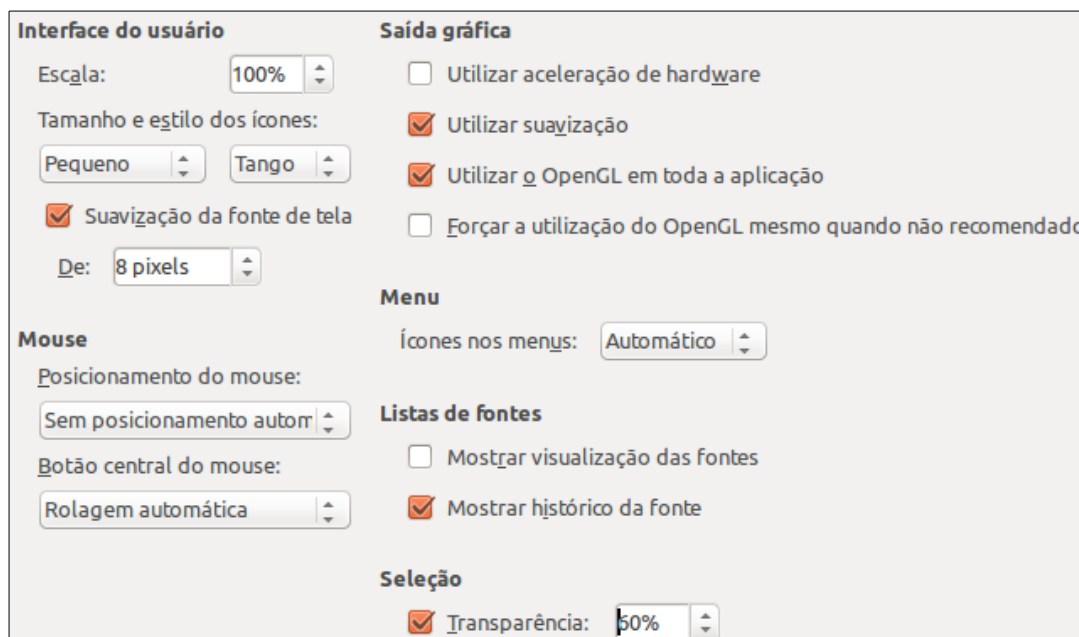 Interface do usuário
Escala: 100%
Tamanho e estilo dos ícones:
Pequeno Tango
Suavização da fonte de tela
De: 8 pixels
Mouse
Posicionamento do mouse:
Sem posicionamento autom
Botão central do mouse:
Rolagem automática
Saída gráfica
Utilizar aceleração de hardware
Utilizar suavização
Utilizar o OpenGL em toda a aplicação
Forçar a utilização do OpenGL mesmo quando não recomendado
Menu
Ícones nos menus: Automático
Listas de fontes
Mostrar visualização das fontes
Mostrar histórico da fonte
Seleção
Transparência: 60%